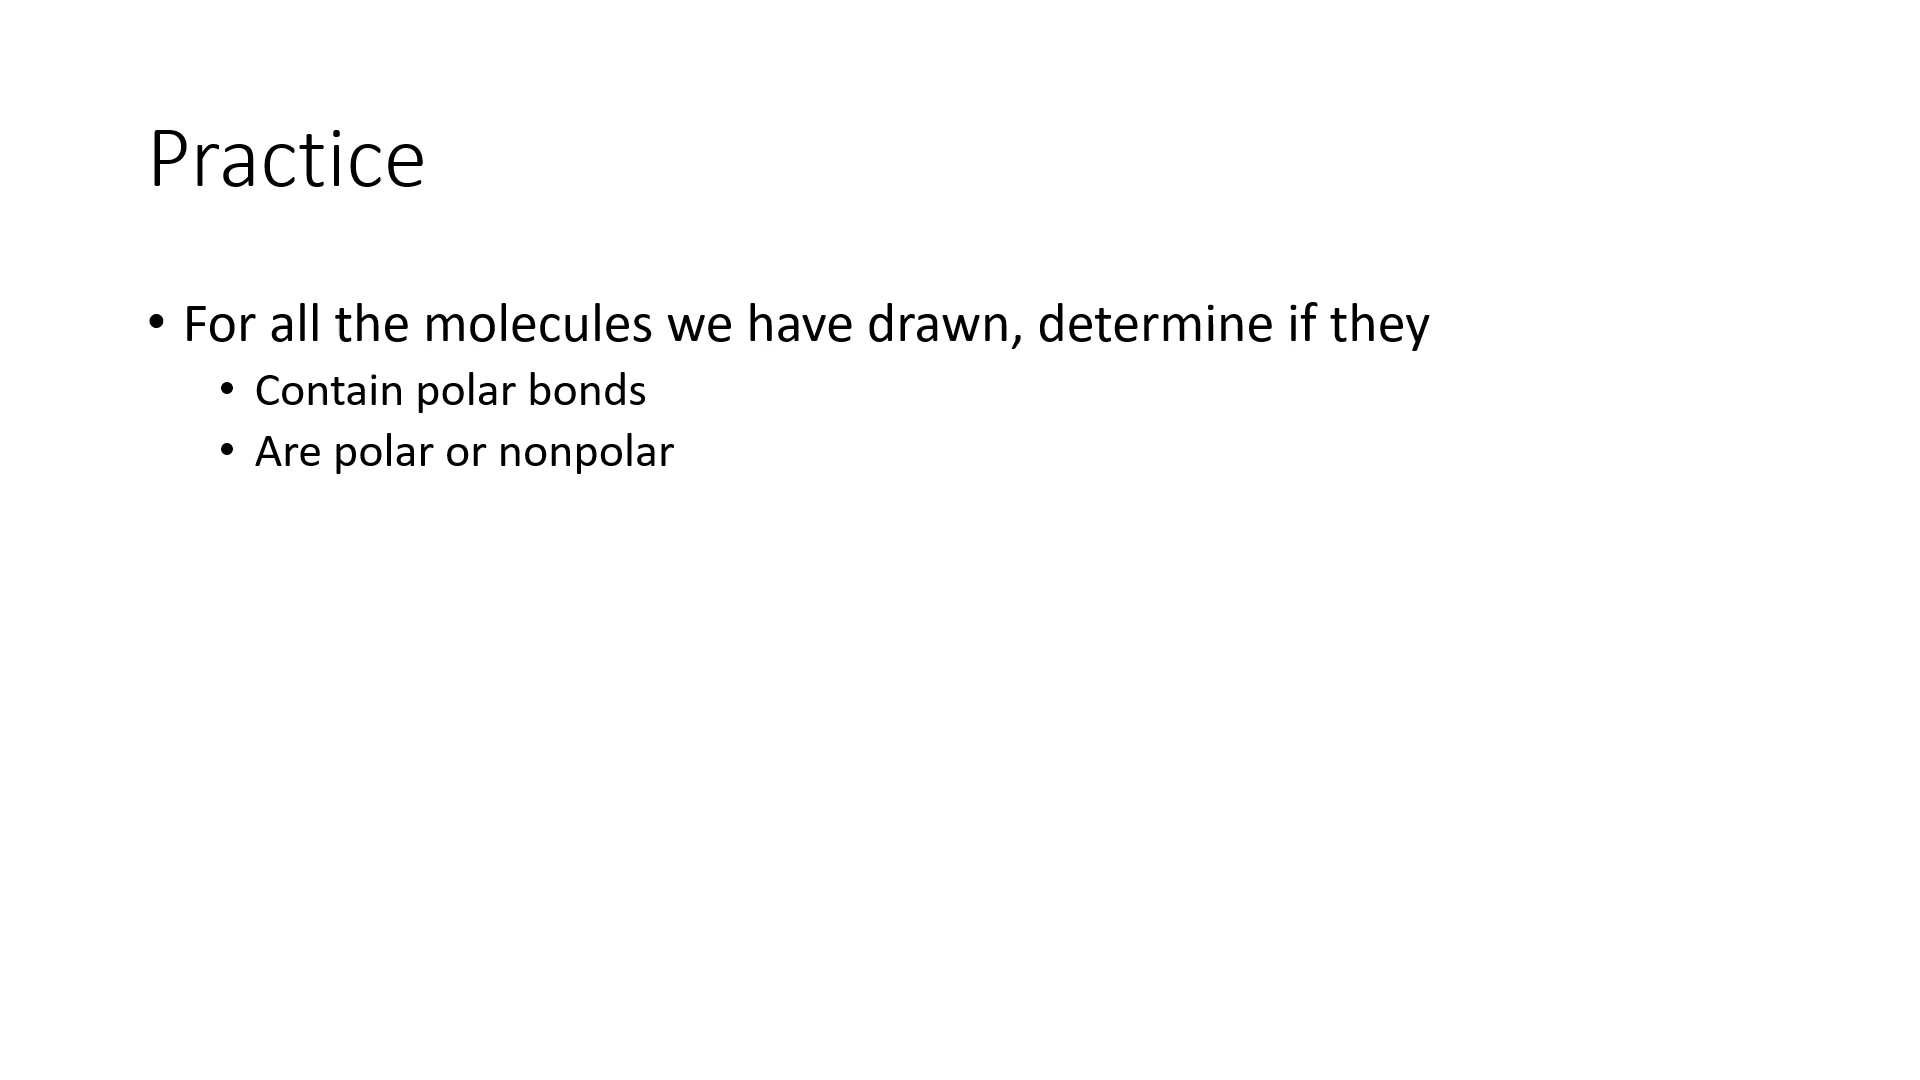 Practice
• For all the molecules we have drawn, determine if they
• Contain polar bonds
• Are polar or nonpolar